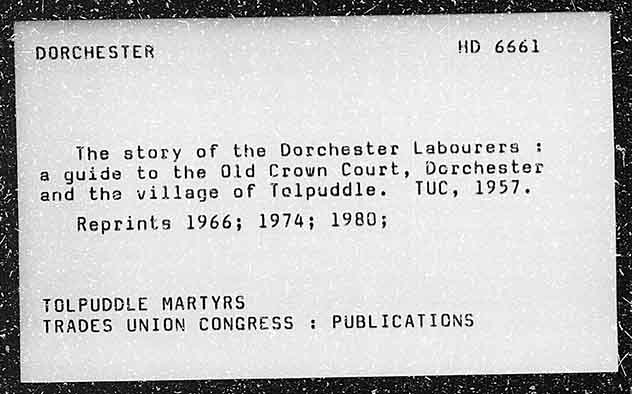 DORCHESTER
HD 6661
The story of the Dorchester Labourers :
a guide to the Old Crown Court, Dorchester
and the village of Tolpuddle. TUC, 1957.
Reprints 1966; 1974; 1980;
TOLPUDDLE MARTYRS
TRADES UNION CONGRESS : PUBLICATIONS